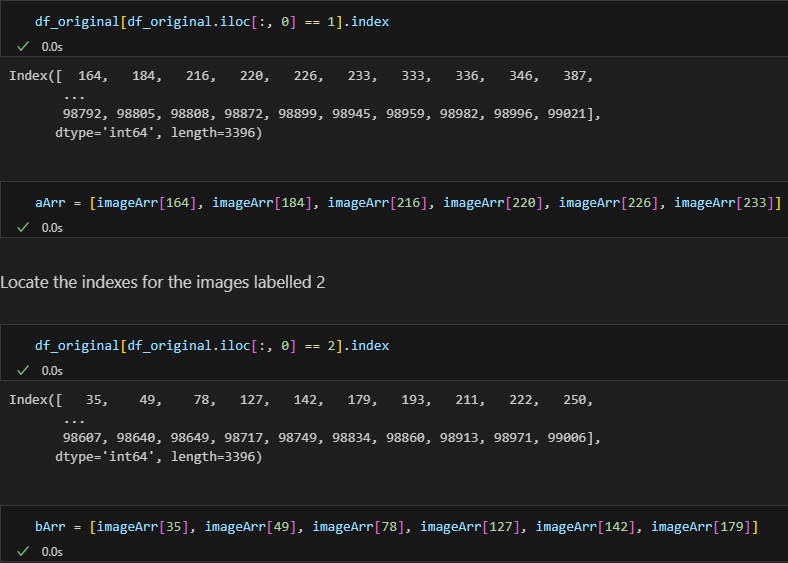 df_original[df_original.iloc[:, 0] == 1].index
✓ 0.0s
Index([ 164, 184, 216, 220, 226, 233, 333, 336, 346, 387,
...
98792, 98805, 98808, 98872, 98899, 98945, 98959, 98982, 98996, 99021],
dtype='int64', length=3396)
aArr = [imageArr[164], imageArr[184], imageArr[216], imageArr[220], imageArr[226], imageArr[233]]
✓ 0.0s
Locate the indexes for the images labelled 2
df_original[df_original.iloc[:, 0] == 2].index
✓ 0.0s
Index([ 35, 49, 78, 127, 142, 179, 193, 211, 222, 250,
...
98607, 98640, 98649, 98717, 98749, 98834, 98860, 98913, 98971, 99006],
dtype='int64', length=3396)
bArr = [imageArr[35], imageArr[49], imageArr[78], imageArr[127], imageArr[142], imageArr[179]]
✓ 0.0s